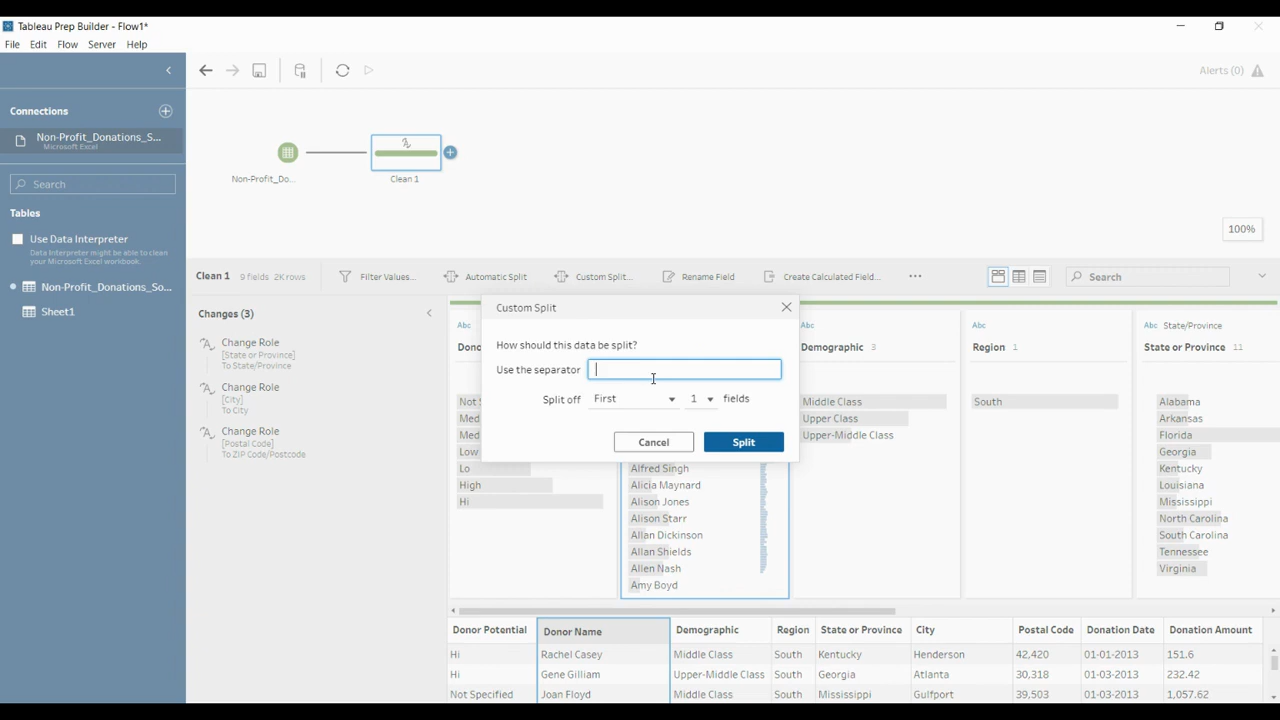 Tableau Prep Builder - Flow1*
File Edit Flow Server Help
Alerts (0)
Connections
Non-Profit_Donations_S...
Microsoft Excel
Search
Tables
Use Data Interpreter
Data Interpreter might be able to clean
your Microsoft Excel workbook.
Non-Profit_Donations_So...
Sheet1
Non-Profit_Do...
Clean 1
100%
Clean 1 9 fields 2K rows Filter Values... Automatic Split Custom Split... Rename Field Create Calculated Field... Search
Changes (3)
Change Role
[State or Province]
To State/Province
Change Role
[City]
To City
Change Role
[Postal Code]
To ZIP Code/Postcode
Custom Split
How should this data be split?
Use the separator
Split off First 1 fields
Cancel Split
Abc
Dono
Not S
Med
Med
Low
Lo
High
Hi
Alfred Singh
Alicia Maynard
Alison Jones
Alison Starr
Allan Dickinson
Allan Shields
Allen Nash
Amy Boyd
Abc
Demographic 3
Middle Class
Upper Class
Upper-Middle Class
Abc
Region 1
South
Abc State/Province
State or Province 11
Alabama
Arkansas
Florida
Georgia
Kentucky
Louisiana
Mississippi
North Carolina
South Carolina
Tennessee
Virginia
Donor Potential Donor Name Demographic Region State or Province City Postal Code Donation Date Donation Amount
Hi Rachel Casey Middle Class South Kentucky Henderson 42,420 01-01-2013 151.6
Hi Gene Gilliam Upper-Middle Class South Georgia Atlanta 30,318 01-03-2013 232.42
Not Specified Joan Floyd Middle Class South Mississippi Gulfport 39,503 01-03-2013 1,057.62